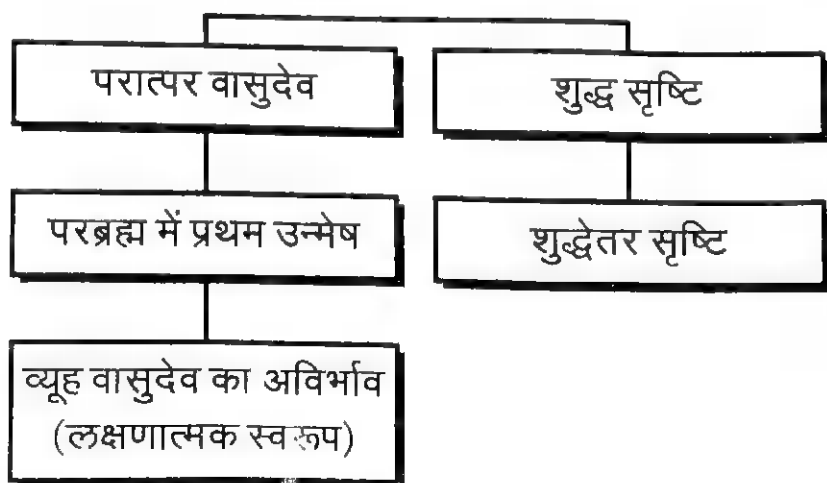 परात्पर वासुदेव
शुद्ध सृष्टि
परब्रह्म में प्रथम उन्मेष
शुद्धेतर सृष्टि
व्यूह वासुदेव का अविर्भाव
(लक्षणात्मक स्वरूप)